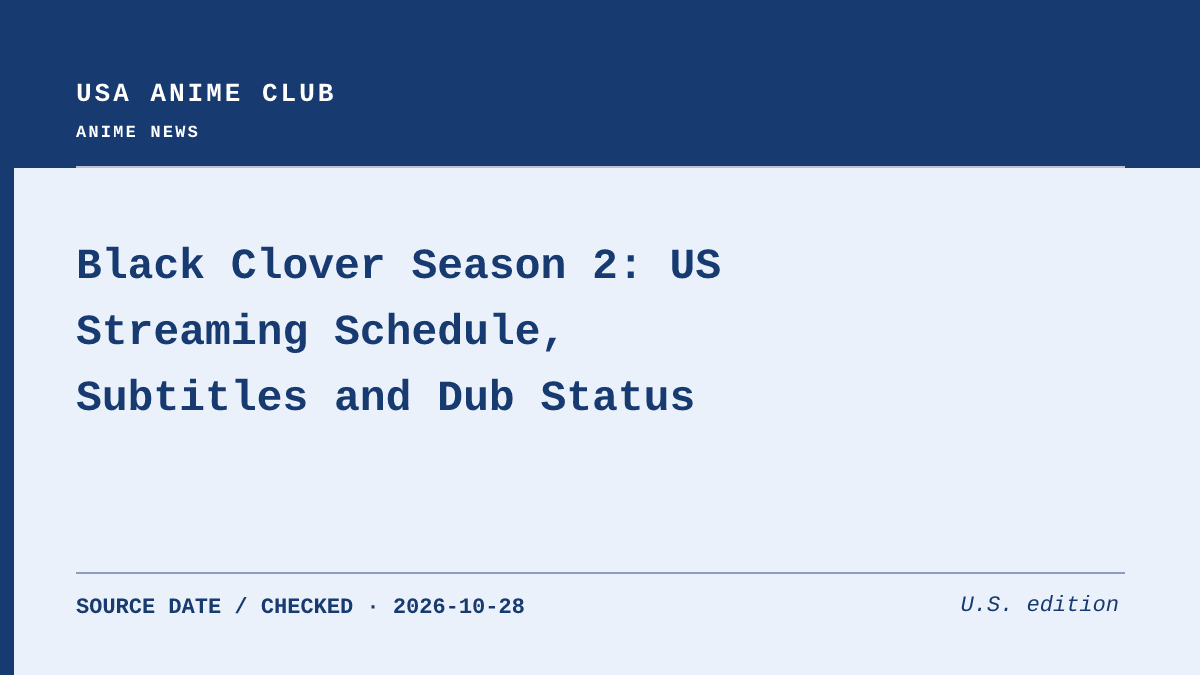 USA ANIME CLUB
ANIME NEWS
Black Clover Season 2: US
Streaming Schedule,
Subtitles and Dub Status
SOURCE DATE / CHECKED · 2026-10-28
U.S. edition